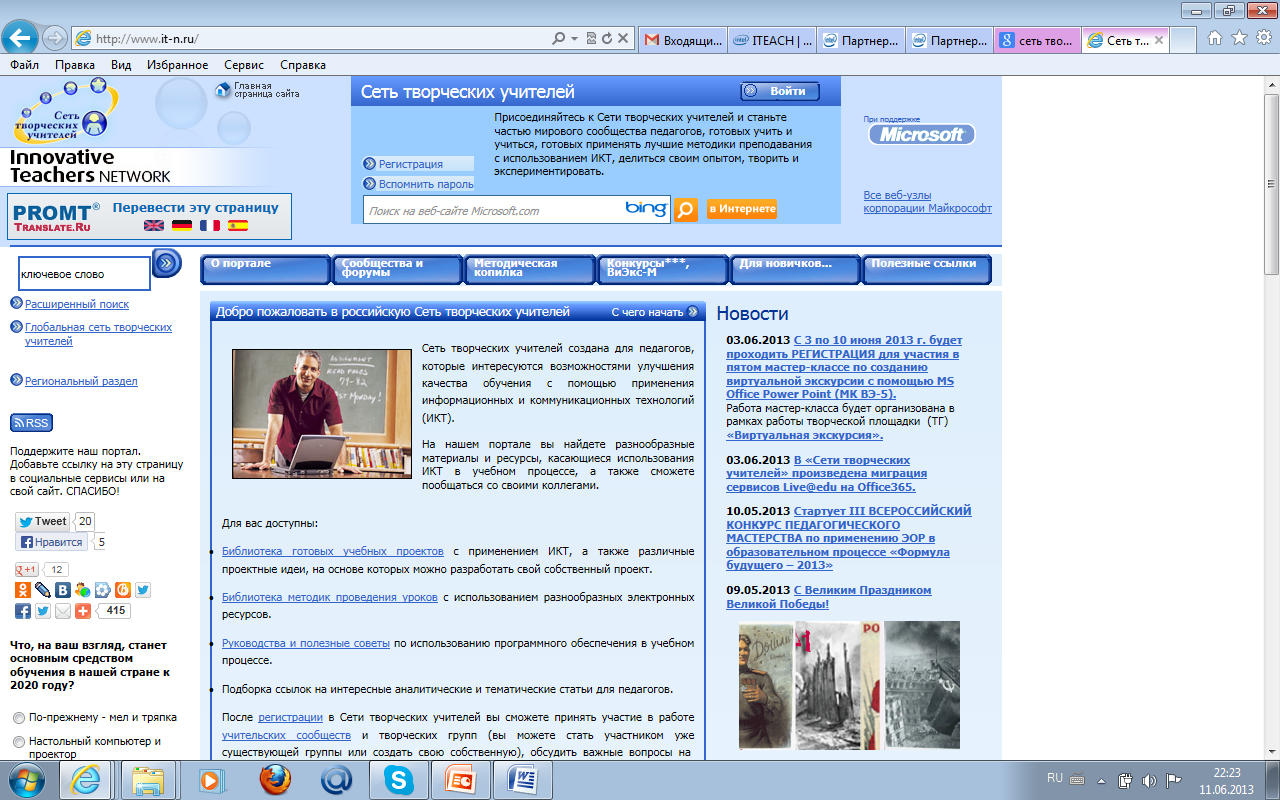 http://www.it-n.ru/
Входящи...
ITEACH | ...
Партнер...
Партнер...
сеть тво...
Сеть т...
Файл Правка Вид Избранное Сервис Справка
Сеть
творческих
учителей
Главная
страница сайта
Innovative
Teachers NETWORK
Сеть творческих учителей
Войти
Присоединяйтесь к Сети творческих учителей и станьте
частью мирового сообщества педагогов, готовых учить и
учиться, готовых применять лучшие методики преподавания
с использованием ИКТ, делиться своим опытом, творить и
экспериментировать.
Регистрация
Вспомнить пароль
Поиск на веб-сайте Microsoft.com
bing
в Интернете
При поддержке
Microsoft
Все веб-узлы
корпорации Майкрософт
PROMT®
TRANSLATE.RU
Перевести эту страницу
ключевое слово
Расширенный поиск
Глобальная сеть творческих
учителей
Региональный раздел
RSS
Поддержите наш портал.
Добавьте ссылку на эту страницу
в социальные сервисы или на
свой сайт. СПАСИБО!
Tweet 20
Нравится 5
+1 12
415
Что, на ваш взгляд, станет
основным средством
обучения в нашей стране к
2020 году?
По-прежнему - мел и тряпка
Настольный компьютер и
проектор
О портале
Сообщества и
форумы
Методическая
копилка
Конкурсы***,
ВиЭкс-М
Для новичков...
Полезные ссылки
Добро пожаловать в российскую Сеть творческих учителей
С чего начать
ASSIGNMENT
READ PAGES
79-82
TEST MONDAY!
Сеть творческих учителей создана для педагогов,
которые интересуются возможностями улучшения
качества обучения с помощью применения
информационных и коммуникационных технологий
(ИКТ).
На нашем портале вы найдете разнообразные
материалы и ресурсы, касающиеся использования
ИКТ в учебном процессе, а также сможете
пообщаться со своими коллегами.
Для вас доступны:
Библиотека готовых учебных проектов с применением ИКТ, а также различные
проектные идеи, на основе которых можно разработать свой собственный проект.
Библиотека методик проведения уроков с использованием разнообразных электронных
ресурсов.
Руководства и полезные советы по использованию программного обеспечения в учебном
процессе.
Подборка ссылок на интересные аналитические и тематические статьи для педагогов.
После регистрации в Сети творческих учителей вы сможете принять участие в работе
учительских сообществ и творческих групп (вы можете стать участником уже
существующей группы или создать свою собственную), обсудить важные вопросы на
Новости
03.06.2013 С 3 по 10 июня 2013 г. будет
проходить РЕГИСТРАЦИЯ для участия в
пятом мастер-классе по созданию
виртуальной экскурсии с помощью MS
Office Power Point (МК ВЭ-5).
Работа мастер-класса будет организована в
рамках работы творческой площадки (ТГ)
«Виртуальная экскурсия».
03.06.2013 В «Сети творческих
учителей» произведена миграция
сервисов Live@edu на Office365.
10.05.2013 Стартует III ВСЕРОССИЙСКИЙ
КОНКУРС ПЕДАГОГИЧЕСКОГО
МАСТЕРСТВА по применению ЭОР в
образовательном процессе «Формула
будущего – 2013»
09.05.2013 С Великим Праздником
Великой Победы!
Дошли
РО
RU
22:23
11.06.2013